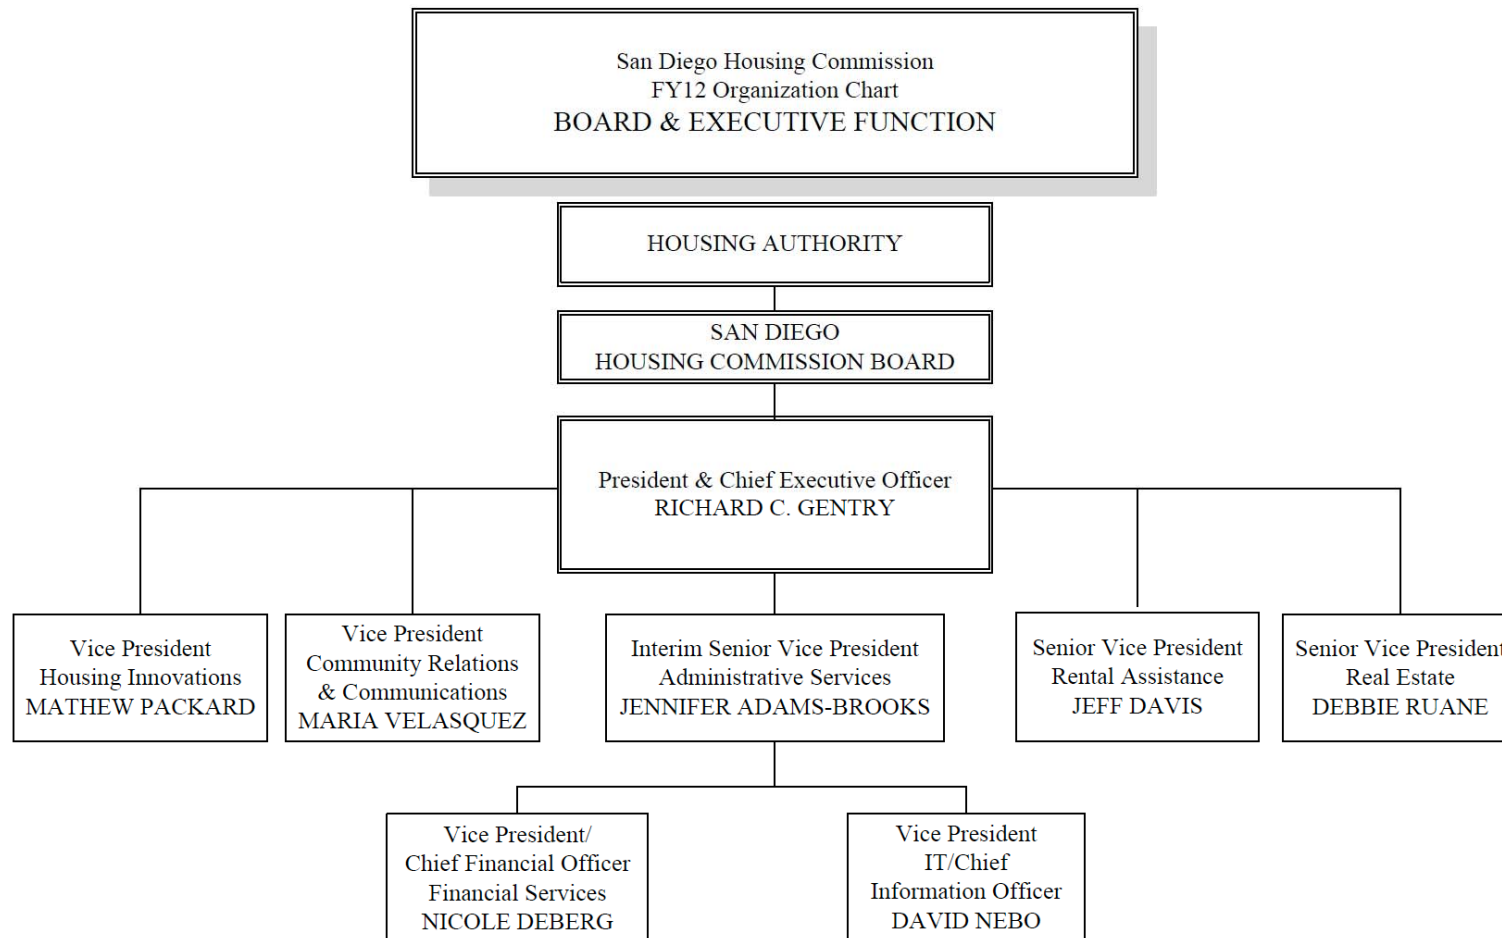 San Diego Housing Commission
FY12 Organization Chart
BOARD & EXECUTIVE FUNCTION
HOUSING AUTHORITY
SAN DIEGO
HOUSING COMMISSION BOARD
President & Chief Executive Officer
RICHARD C. GENTRY
Vice President
Housing Innovations
MATHEW PACKARD
Vice President
Community Relations
& Communications
MARIA VELASQUEZ
Interim Senior Vice President
Administrative Services
JENNIFER ADAMS-BROOKS
Senior Vice President
Rental Assistance
JEFF DAVIS
Senior Vice President
Real Estate
DEBBIE RUANE
Vice President/
Chief Financial Officer
Financial Services
NICOLE DEBERG
Vice President
IT/Chief
Information Officer
DAVID NEBO